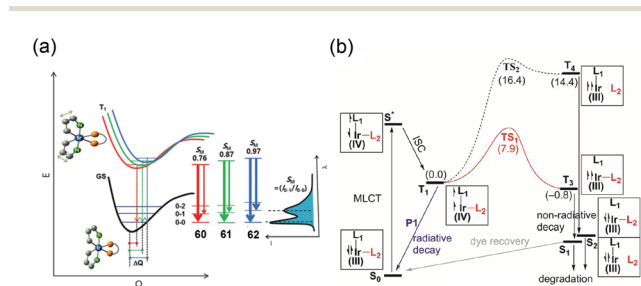 (a)
T₁
GS
E
Q
ΔQ
0-2
0-1
0-0
S_M
0.76
S_M
0.87
S_M
0.97
60
61
62
S_M
=(I₀₋₁/I₀₋₀)
I
(b)
TS₂
(16.4)
T₄
(14.4)
L₁
Ir L₂
(III)
TS₁
(7.9)
L₁
Ir–L₂
(IV)
S*
ISC
(0.0)
T₁
L₁
Ir–L₂
(IV)
T₃
(–0.8)
L₁
Ir L₂
(III)
MLCT
P1
radiative
decay
non-radiative
decay
dye recovery
S₁
S₂
L₁
Ir L₂
(III)
L₁
Ir–L₂
(III)
S₀
L₁
Ir L₂
(III)
degradation